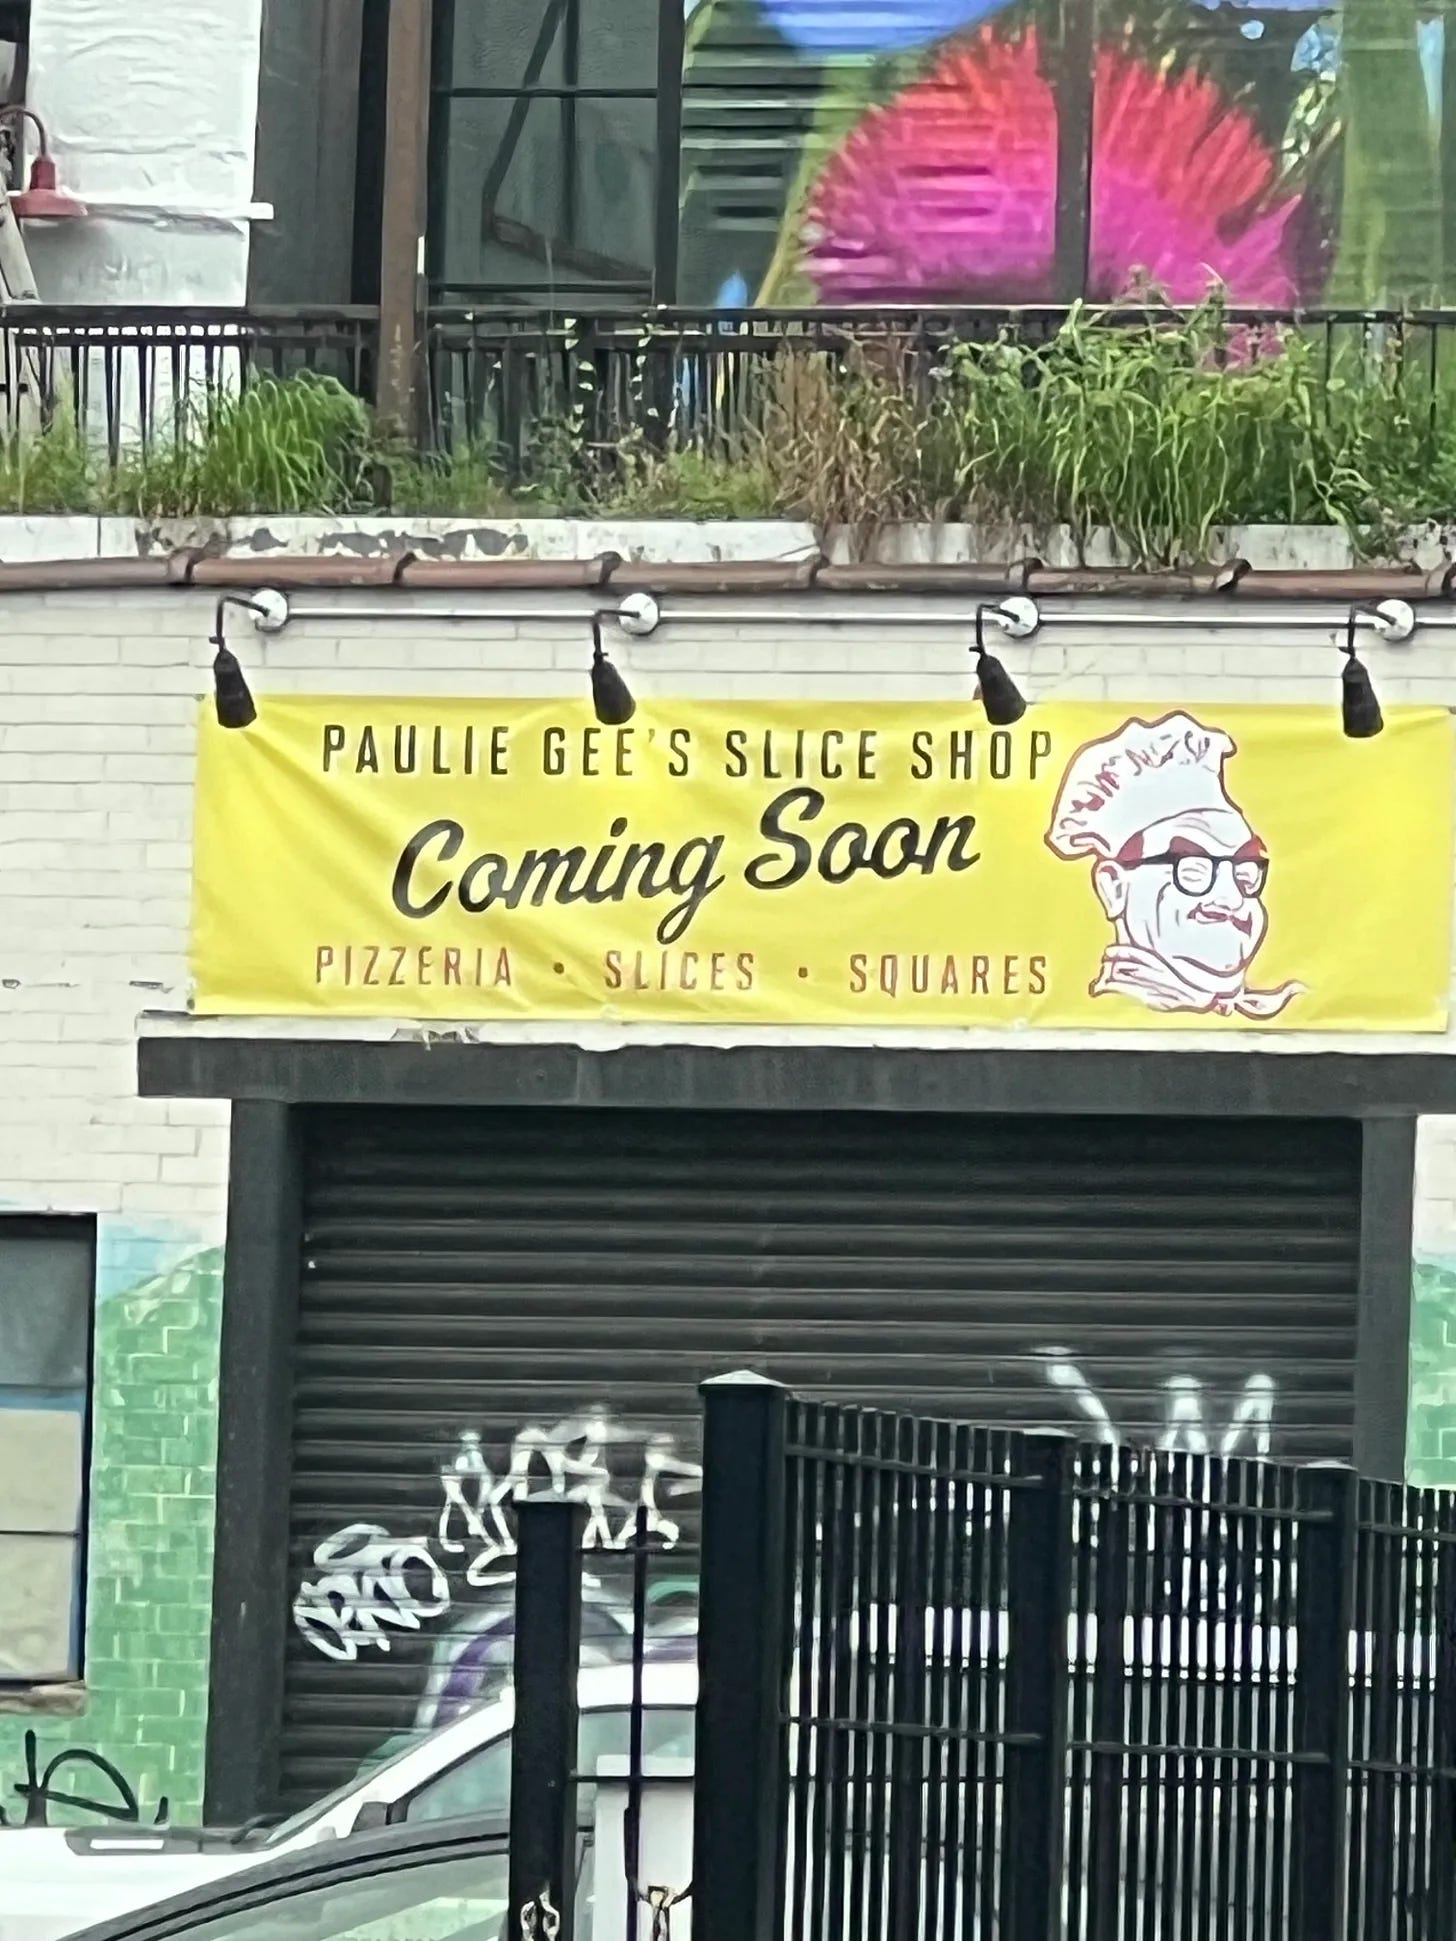 PAULIE GEE'S SLICE SHOP
Coming Soon
PIZZERIA • SLICES • SQUARES